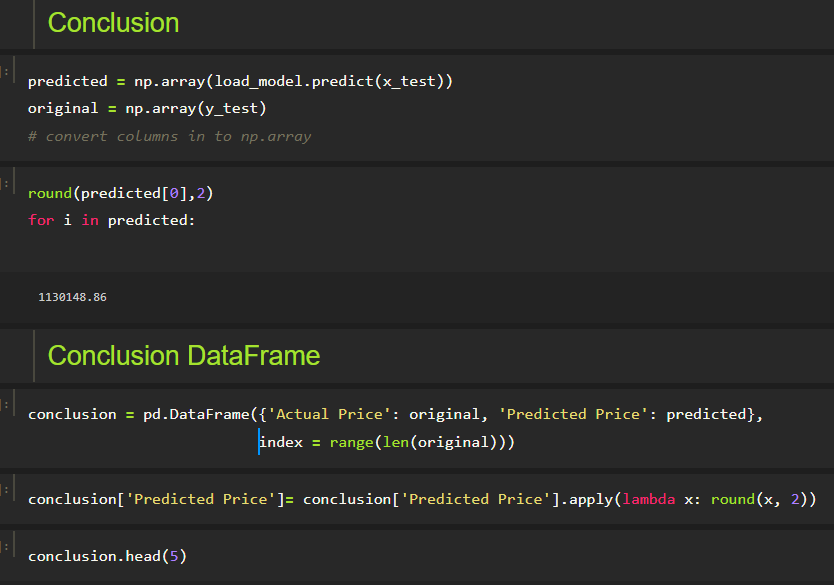 Conclusion
]:
predicted = np.array(load_model.predict(x_test))
original = np.array(y_test)
# convert columns in to np.array
]:
round(predicted[0],2)
for i in predicted:
1130148.86
Conclusion DataFrame
]:
conclusion = pd.DataFrame({'Actual Price': original, 'Predicted Price': predicted},
index = range(len(original)))
]:
conclusion['Predicted Price']= conclusion['Predicted Price'].apply(lambda x: round(x, 2))
]:
conclusion.head(5)